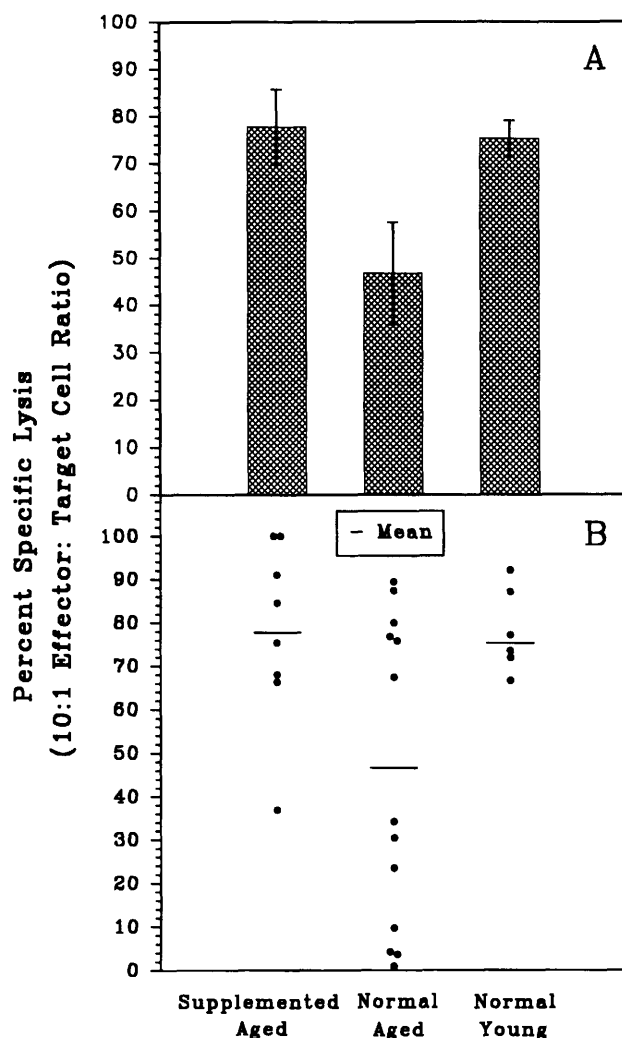 100
90
80
70
60
50
40
30
20
10
0
A
Percent Specific Lysis
(10:1 Effector: Target Cell Ratio)
100
90
80
70
60
50
40
30
20
10
0
– Mean
B
Supplemented Aged
Normal Aged
Normal Young